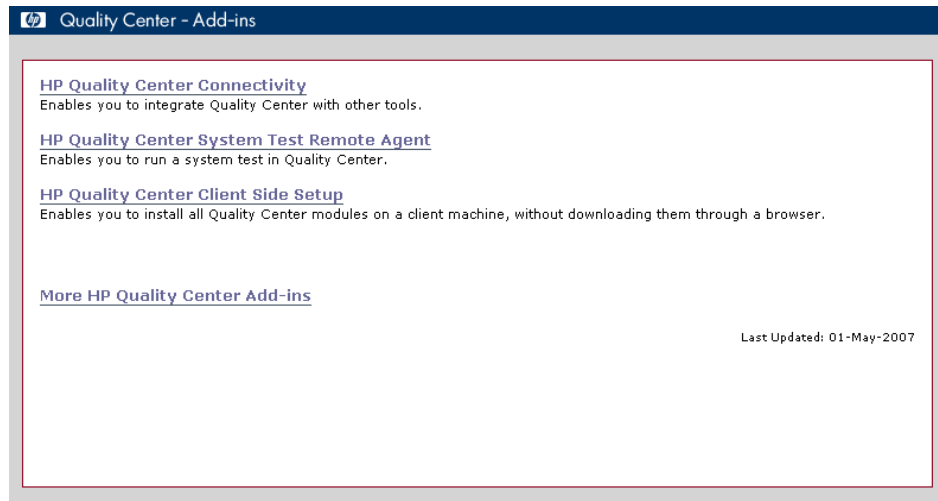 hp Quality Center - Add-ins
HP Quality Center Connectivity
Enables you to integrate Quality Center with other tools.
HP Quality Center System Test Remote Agent
Enables you to run a system test in Quality Center.
HP Quality Center Client Side Setup
Enables you to install all Quality Center modules on a client machine, without downloading them through a browser.
More HP Quality Center Add-ins
Last Updated: 01-May-2007